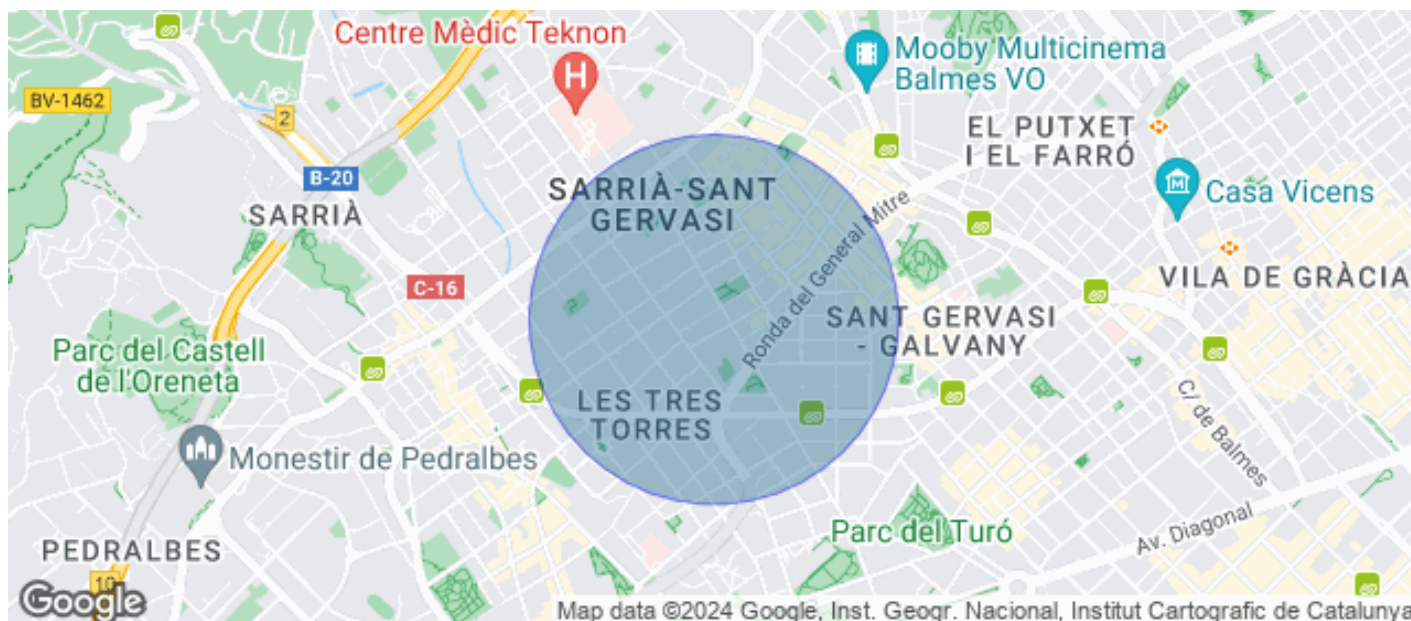 Centre Mèdic Teknon
H
Mooby Multicinema
Balmes VO
BV-1462
2
EL PUTXET
I EL FARRÓ
B-20
SARRIÀ-SANT
GERVASI
Casa Vicens
SARRIÀ
Ronda del General Mitre
VILA DE GRÀCIA
C-16
SANT GERVASI
- GALVANY
Parc del Castell
de l'Oreneta
LES TRES
TORRES
C/ de Balmes
Monestir de Pedralbes
Parc del Turó
Av. Diagonal
PEDRALBES
10
Google
Map data ©2024 Google, Inst. Geogr. Nacional, Institut Cartografic de Catalunya